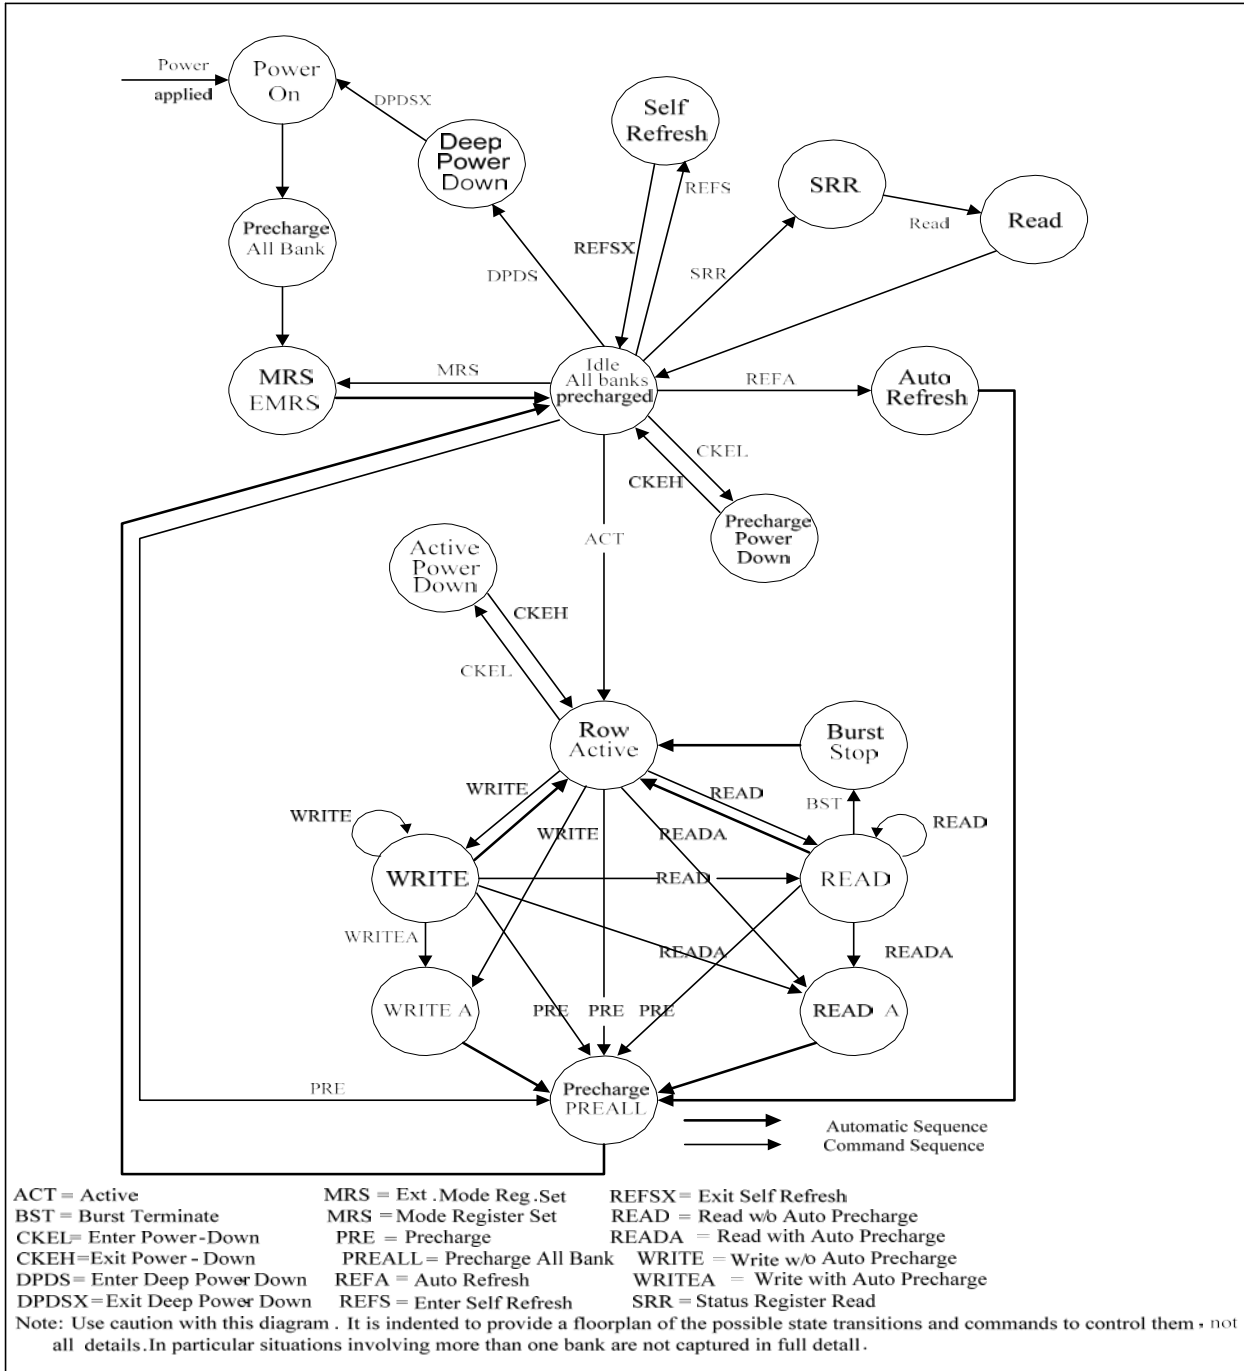 Power
applied
Power
On
DPDSX
Deep
Power
Down
Self
Refresh
REFS
REFSX
SRR
Read
Read
Precharge
All Bank
DPDS
SRR
MRS
EMRS
MRS
Idle
All banks
precharged
REFA
Auto
Refresh
CKEL
CKEH
Precharge
Power
Down
ACT
Active
Power
Down
CKEH
CKEL
Row
Active
Burst
Stop
WRITE
READ
BST
WRITE
WRITE
READA
READ
WRITE
READ
READ
WRITEA
READA
READA
WRITE A
PRE
PRE
PRE
READ A
PRE
Precharge
PREALL
Automatic Sequence
Command Sequence
ACT = Active MRS = Ext .Mode Reg .Set REFSX = Exit Self Refresh
BST = Burst Terminate MRS = Mode Register Set READ = Read w/o Auto Precharge
CKEL= Enter Power -Down PRE = Precharge READA = Read with Auto Precharge
CKEH=Exit Power - Down PREALL = Precharge All Bank WRITE = Write w/o Auto Precharge
DPDS= Enter Deep Power Down REFA = Auto Refresh WRITEA = Write with Auto Precharge
DPDSX=Exit Deep Power Down REFS = Enter Self Refresh SRR = Status Register Read
Note: Use caution with this diagram . It is indented to provide a floorplan of the possible state transitions and commands to control them , not
all details.In particular situations involving more than one bank are not captured in full detall .